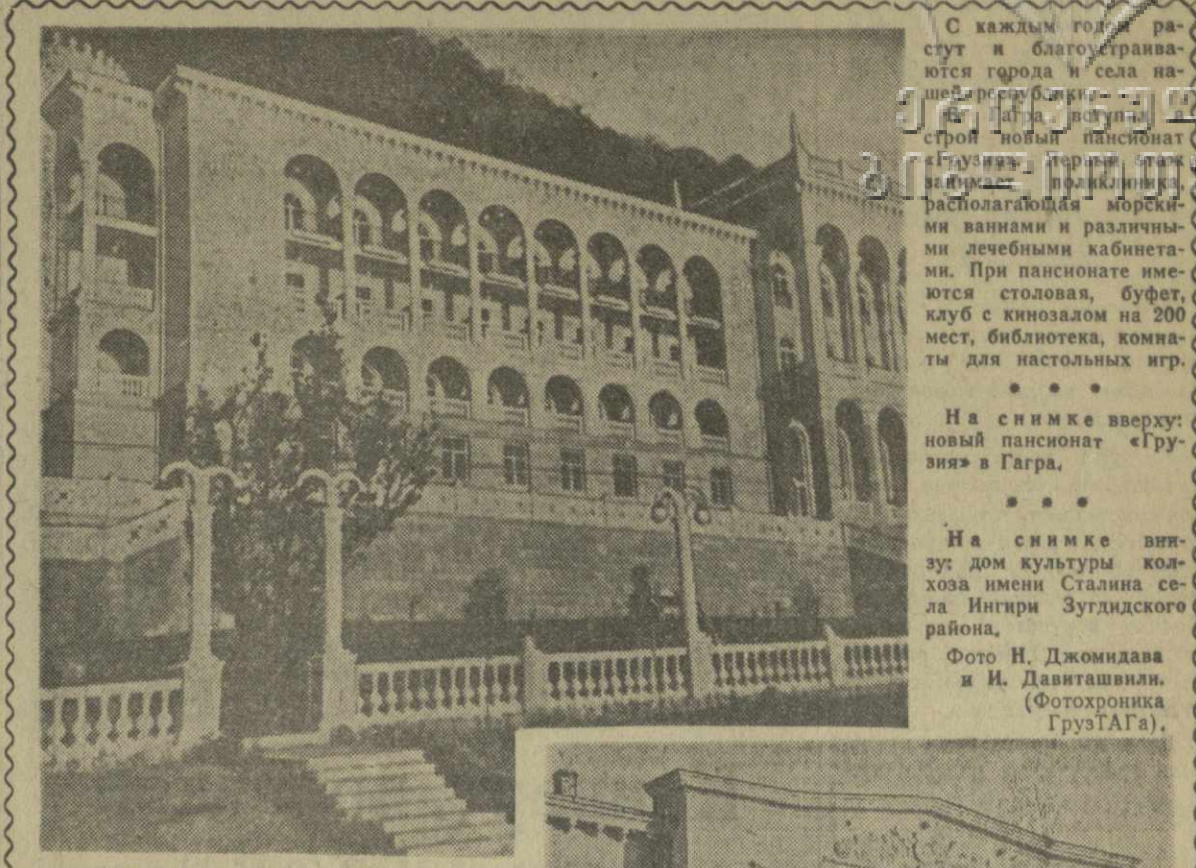 С каждым годом ра-
стут и благоустраива-
ются города и села на-
шей республики.
В Гагра вступил в
строй новый пансионат
«Грузия». Первый этаж
занимает поликлиника,
располагающая морски-
ми ваннами и различны-
ми лечебными кабинета-
ми. При пансионате име-
ются столовая, буфет,
клуб с кинозалом на 200
мест, библиотека, комна-
ты для настольных игр.
На снимке вверху:
новый пансионат «Гру-
зия» в Гагра.
На снимке вни-
зу: дом культуры кол-
хоза имени Сталина се-
ла Ингири Зугдидского
района.
Фото Н. Джомидава
и И. Давиташвили.
(Фотохроника
ГрузТАГа).